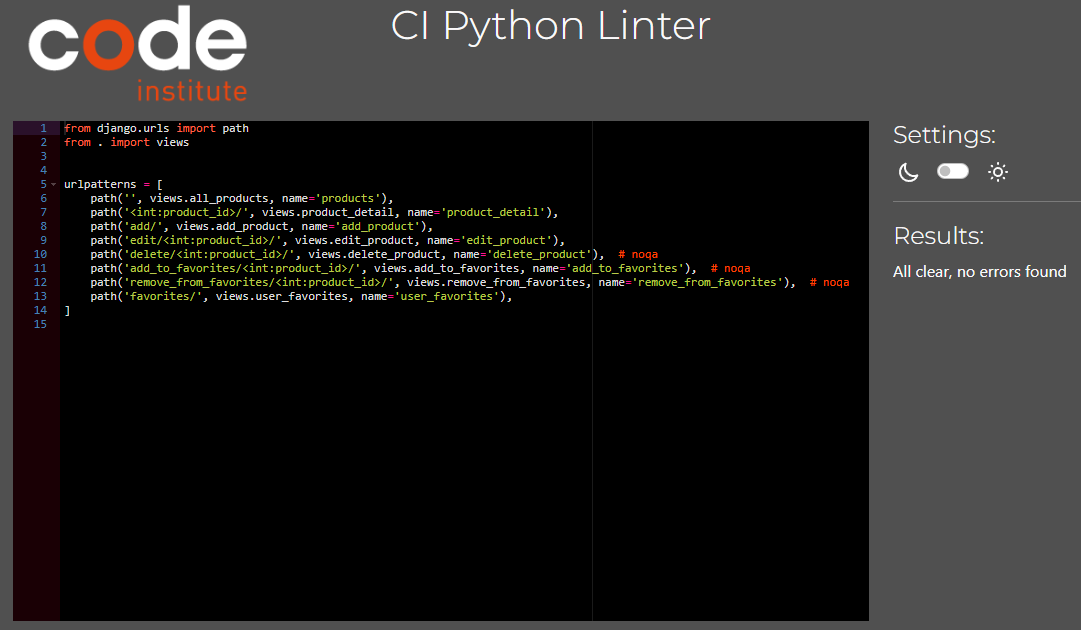 code
institute
CI Python Linter
1 from django.urls import path
2 from . import views
3
4
5 urlpatterns = [
6     path('', views.all_products, name='products'),
7     path('<int:product_id>/', views.product_detail, name='product_detail'),
8     path('add/', views.add_product, name='add_product'),
9     path('edit/<int:product_id>/', views.edit_product, name='edit_product'),
10     path('delete/<int:product_id>/', views.delete_product, name='delete_product'),  # noqa
11     path('add_to_favorites/<int:product_id>/', views.add_to_favorites, name='add_to_favorites'),  # noqa
12     path('remove_from_favorites/<int:product_id>/', views.remove_from_favorites, name='remove_from_favorites'),  # noqa
13     path('favorites/', views.user_favorites, name='user_favorites'),
14 ]
15
Settings:
Results:
All clear, no errors found